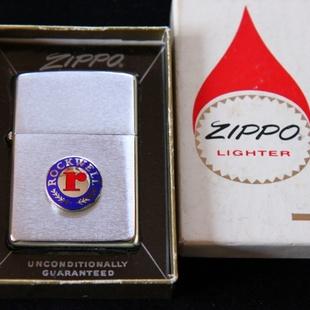 ZIPPO
ROCKWELL
r
UNCONDITIONALLY
GUARANTEED
ZIPPO
LIGHTER